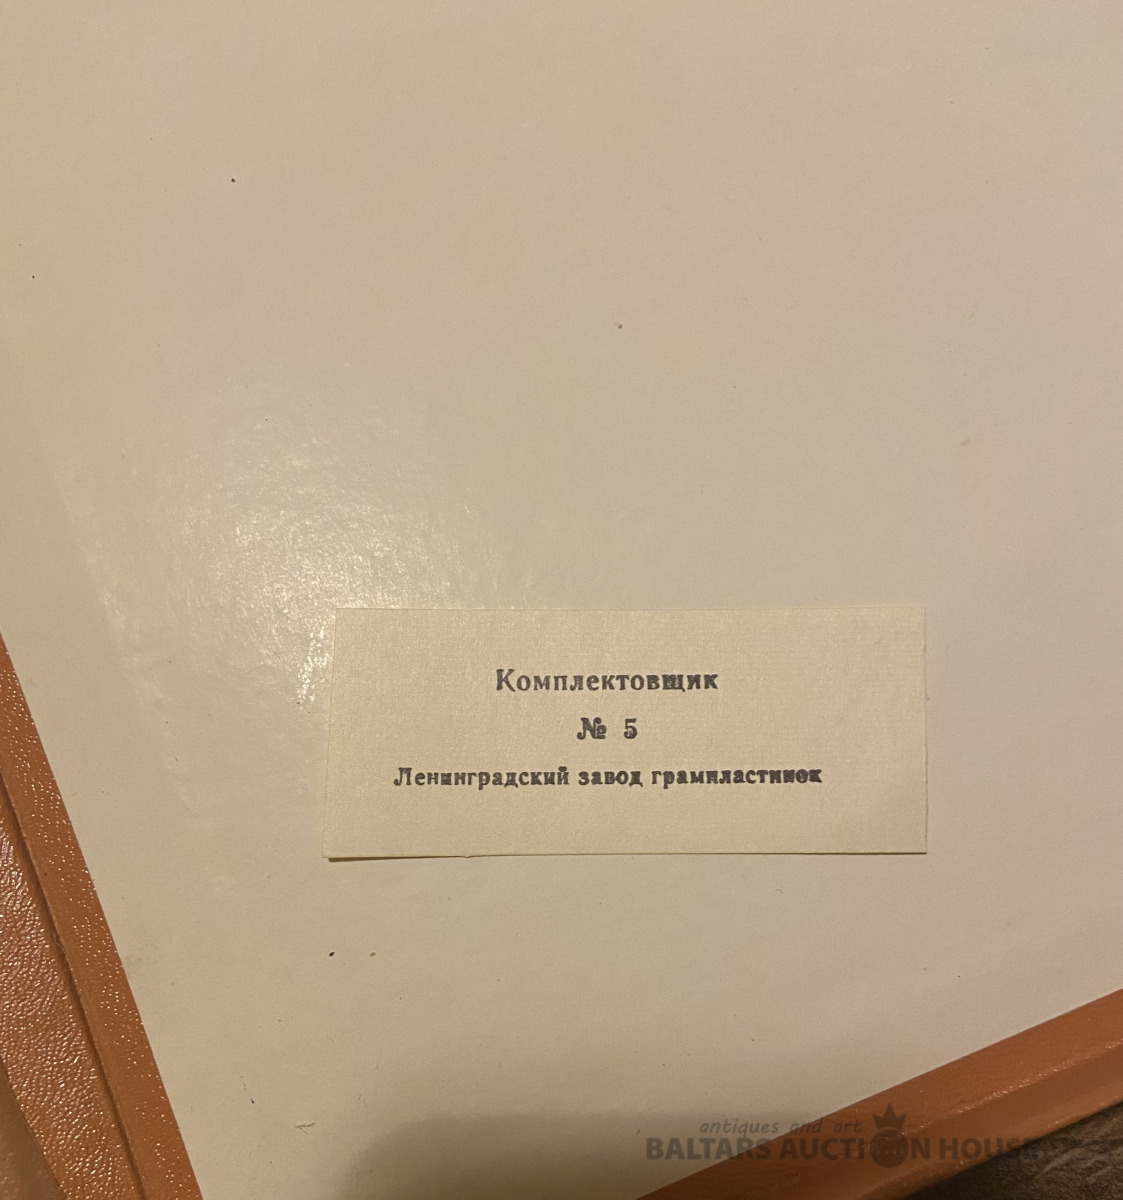 Комплектовщик
№ 5
Ленинградский завод грампластинок
antiques and art
BALTARS AUCTION HOUSE